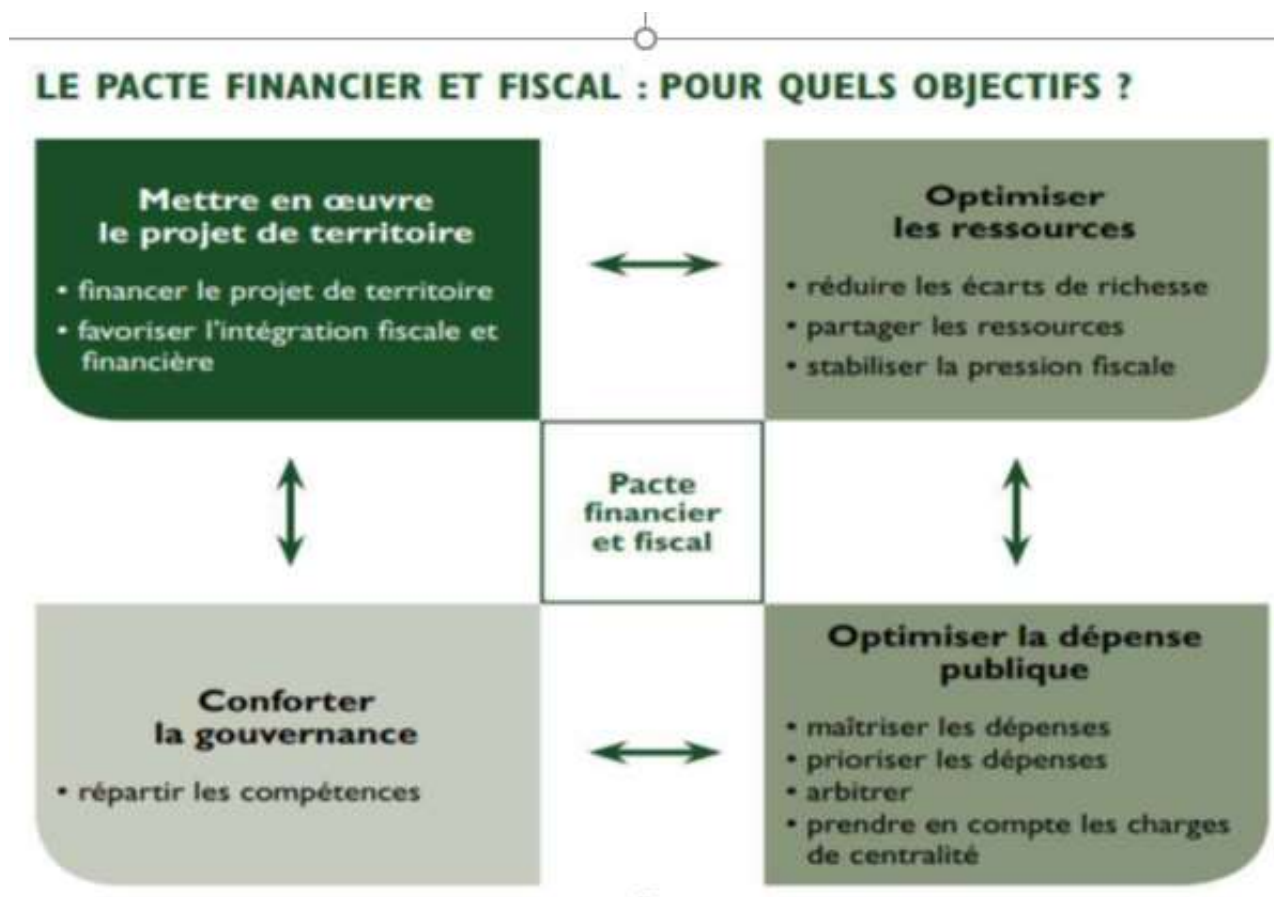 LE PACTE FINANCIER ET FISCAL : POUR QUELS OBJECTIFS ?
Mettre en œuvre
le projet de territoire
• financer le projet de territoire
• favoriser l'intégration fiscale et
financière
Optimiser
les ressources
• réduire les écarts de richesse
• partager les ressources
• stabiliser la pression fiscale
Pacte
financier
et fiscal
Conforter
la gouvernance
• répartir les compétences
Optimiser la dépense
publique
• maîtriser les dépenses
• prioriser les dépenses
• arbitrer
• prendre en compte les charges
de centralité